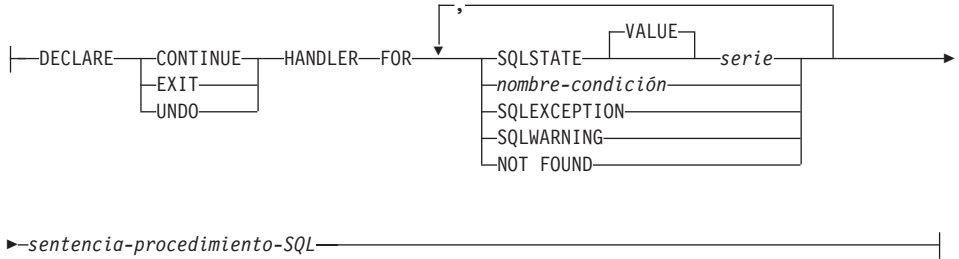 ,
VALUE
DECLARE CONTINUE HANDLER FOR SQLSTATE serie
EXIT nombre-condición
UNDO SQLEXCEPTION
SQLWARNING
NOT FOUND
sentencia-procedimiento-SQL